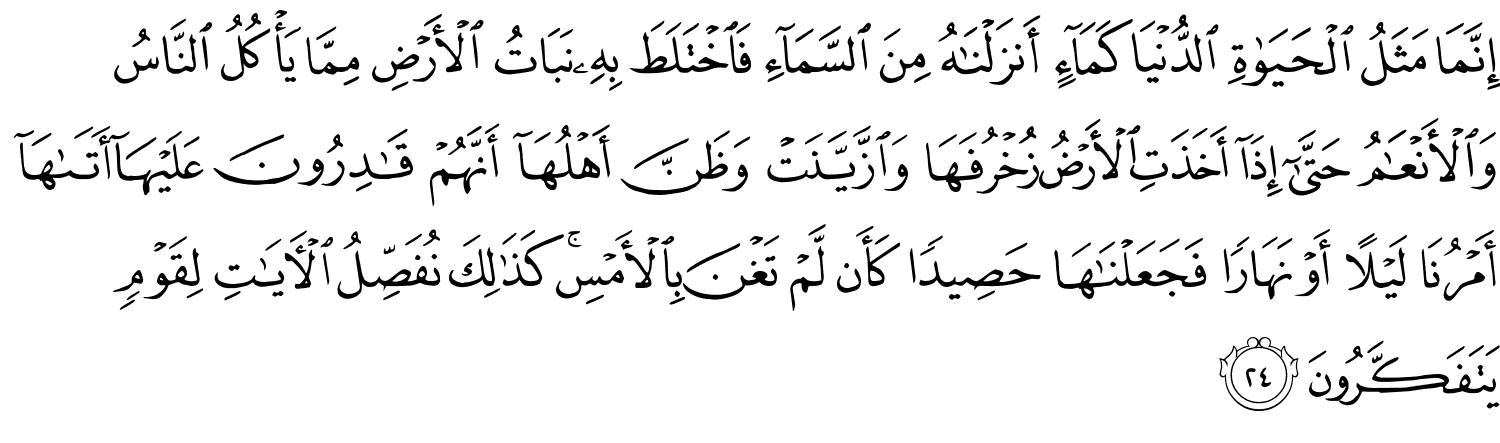 إِنَّمَا مَثَلُ ٱلْحَيَوٰةِ ٱلدُّنْيَا كَمَآءٍ أَنزَلْنَٰهُ مِنَ ٱلسَّمَآءِ فَٱخْتَلَطَ بِهِۦ نَبَاتُ ٱلْأَرْضِ مِمَّا يَأْكُلُ ٱلنَّاسُ
وَٱلْأَنْعَٰمُ حَتَّىٰٓ إِذَآ أَخَذَتِ ٱلْأَرْضُ زُخْرُفَهَا وَٱزَّيَّنَتْ وَظَنَّ أَهْلُهَآ أَنَّهُمْ قَٰدِرُونَ عَلَيْهَآ أَتَىٰهَآ
أَمْرُنَا لَيْلًا أَوْ نَهَارًا فَجَعَلْنَٰهَا حَصِيدًا كَأَن لَّمْ تَغْنَ بِٱلْأَمْسِ ۚ كَذَٰلِكَ نُفَصِّلُ ٱلْـَٔايَٰتِ لِقَوْمٍ
يَتَفَكَّرُونَ ٢٤